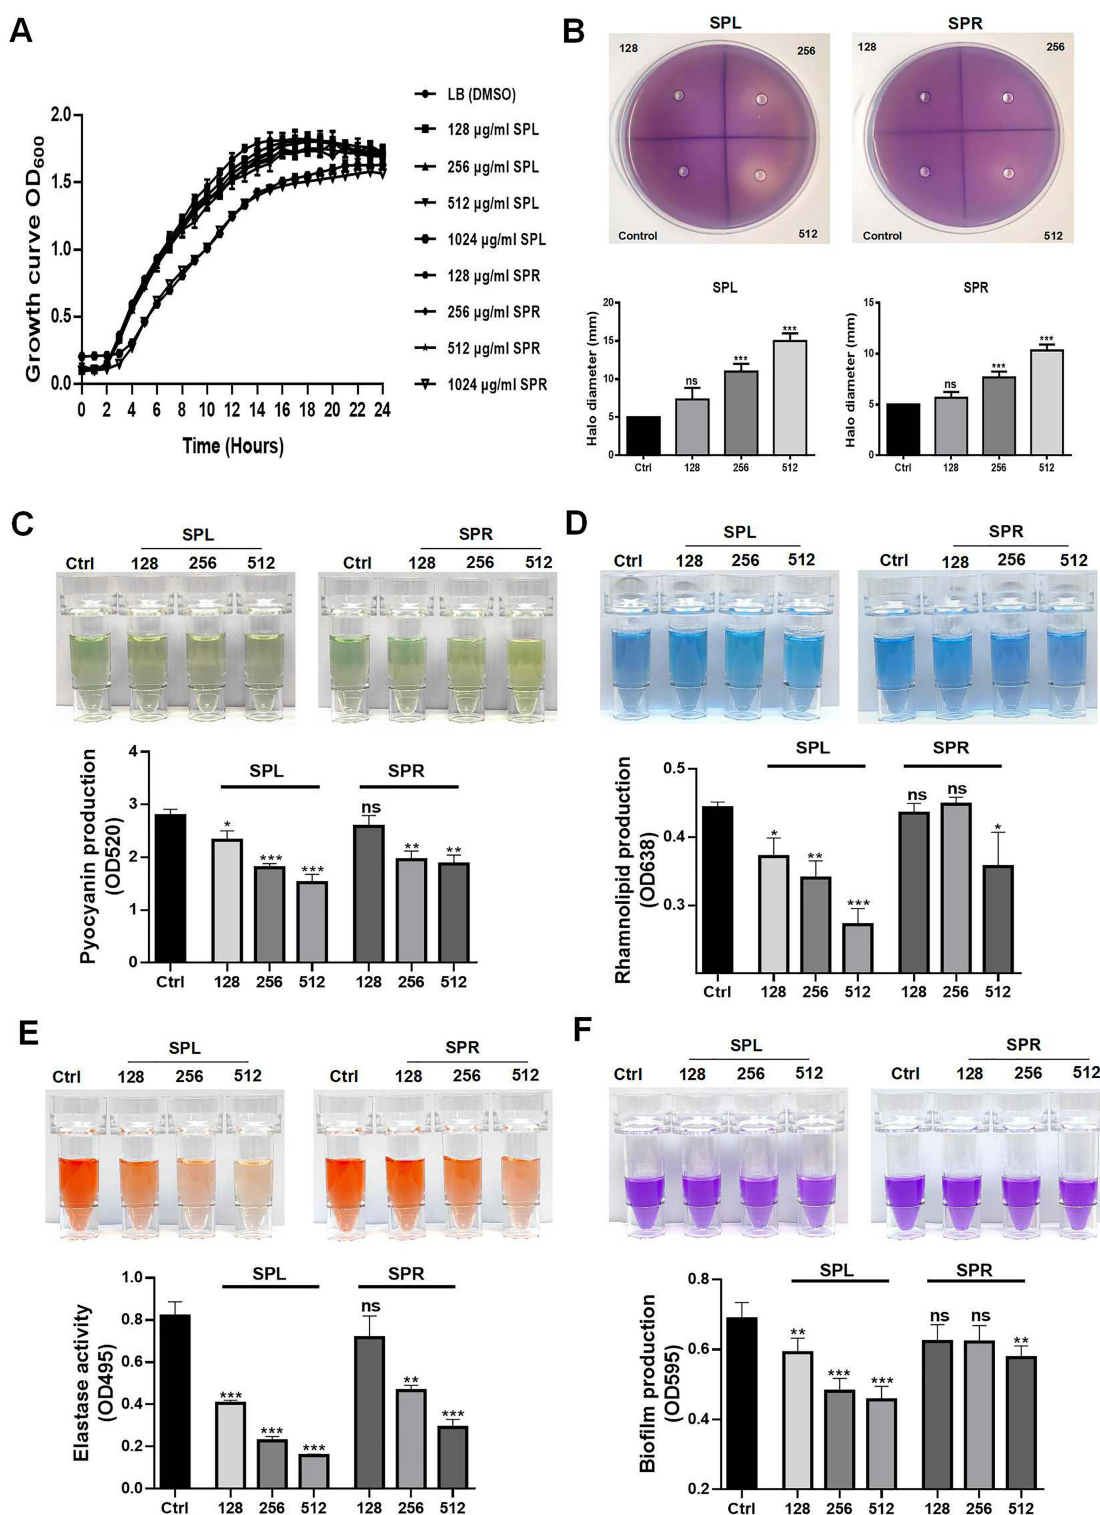 A
Growth curve OD600
2.0
1.5
1.0
0.5
0.0
0 2 4 6 8 10 12 14 16 18 20 22 24
Time (Hours)
LB (DMSO)
128 µg/ml SPL
256 µg/ml SPL
512 µg/ml SPL
1024 µg/ml SPL
128 µg/ml SPR
256 µg/ml SPR
512 µg/ml SPR
1024 µg/ml SPR
B
SPL SPR
128 256 128 256
Control 512 Control 512
SPL
Halo diameter (mm)
20
15
10
5
0
ns *** ***
Ctrl 128 256 512
SPR
Halo diameter (mm)
15
10
5
0
ns *** ***
Ctrl 128 256 512
C
SPL SPR
Ctrl 128 256 512 Ctrl 128 256 512
Pyocyanin production
(OD520)
4
3
2
1
0
SPL SPR
* *** *** ns ** **
Ctrl 128 256 512 128 256 512
D
SPL SPR
Ctrl 128 256 512 Ctrl 128 256 512
Rhamnolipid production
(OD638)
0.5
0.4
0.3
SPL SPR
* ** *** ns ns *
Ctrl 128 256 512 128 256 512
E
SPL SPR
Ctrl 128 256 512 Ctrl 128 256 512
Elastase activity
(OD495)
1.0
0.8
0.6
0.4
0.2
0.0
SPL SPR
*** *** *** ns ** ***
Ctrl 128 256 512 128 256 512
F
SPL SPR
Ctrl 128 256 512 Ctrl 128 256 512
Biofilm production
(OD595)
0.8
0.6
0.4
0.2
SPL SPR
** *** *** ns ns **
Ctrl 128 256 512 128 256 512